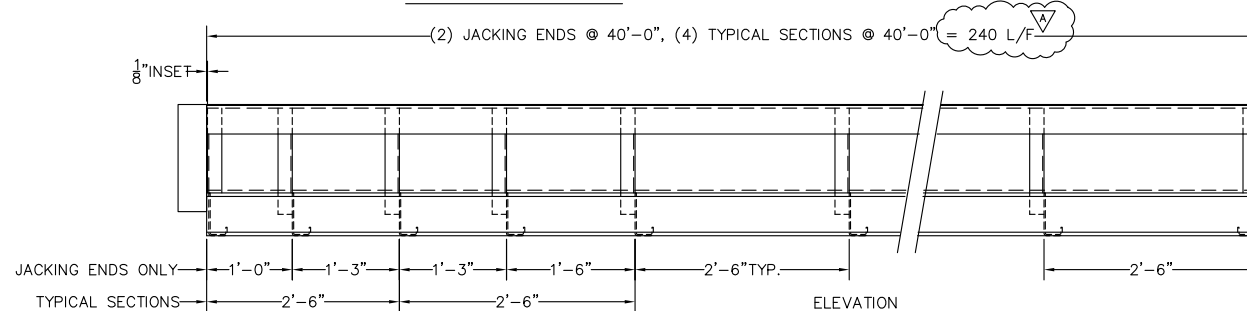 (2) JACKING ENDS @ 40'-0", (4) TYPICAL SECTIONS @ 40'-0" = 240 L/F
A
1/8" INSET
JACKING ENDS ONLY 1'-0" 1'-3" 1'-3" 1'-6" 2'-6" TYP. 2'-6"
TYPICAL SECTIONS 2'-6" 2'-6" ELEVATION